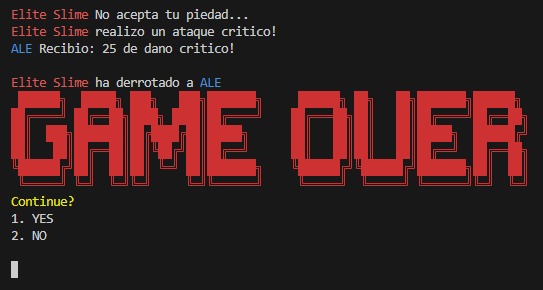 Elite Slime No acepta tu piedad...
Elite Slime realizo un ataque critico!
ALE Recibio: 25 de dano critico!
Elite Slime ha derrotado a ALE
GAME OVER
Continue?
1. YES
2. NO